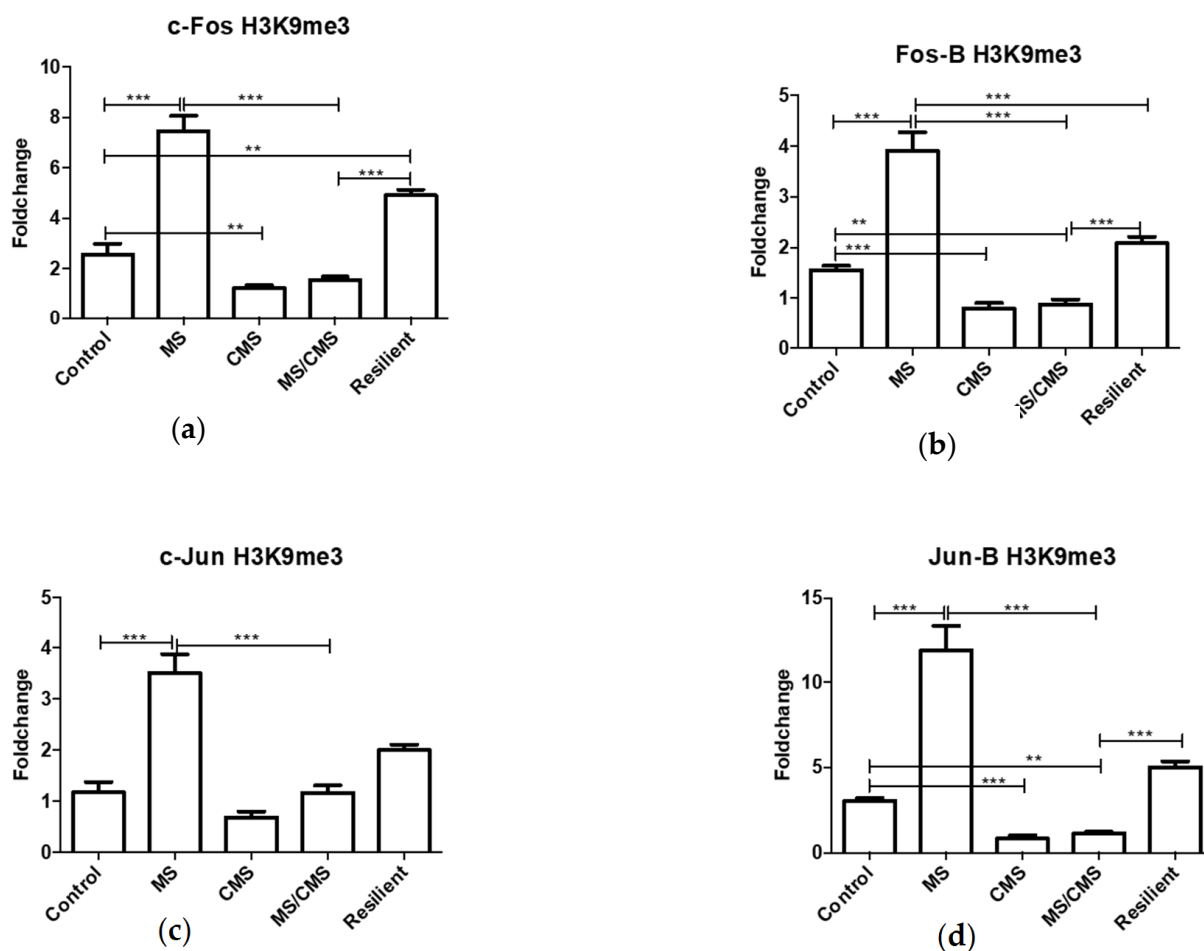 c-Fos H3K9me3
Foldchange
10
8
6
4
2
0
***
***
**
***
**
Control
MS
CMS
MS/CMS
Resilient
(a)
Fos-B H3K9me3
Foldchange
5
4
3
2
1
0
***
***
***
**
***
***
Control
MS
CMS
IS/CMS
Resilient
(b)
c-Jun H3K9me3
Foldchange
5
4
3
2
1
0
***
***
Control
MS
CMS
MS/CMS
Resilient
(c)
Jun-B H3K9me3
Foldchange
15
10
5
0
***
***
***
**
***
Control
MS
CMS
MS/CMS
Resilient
(d)